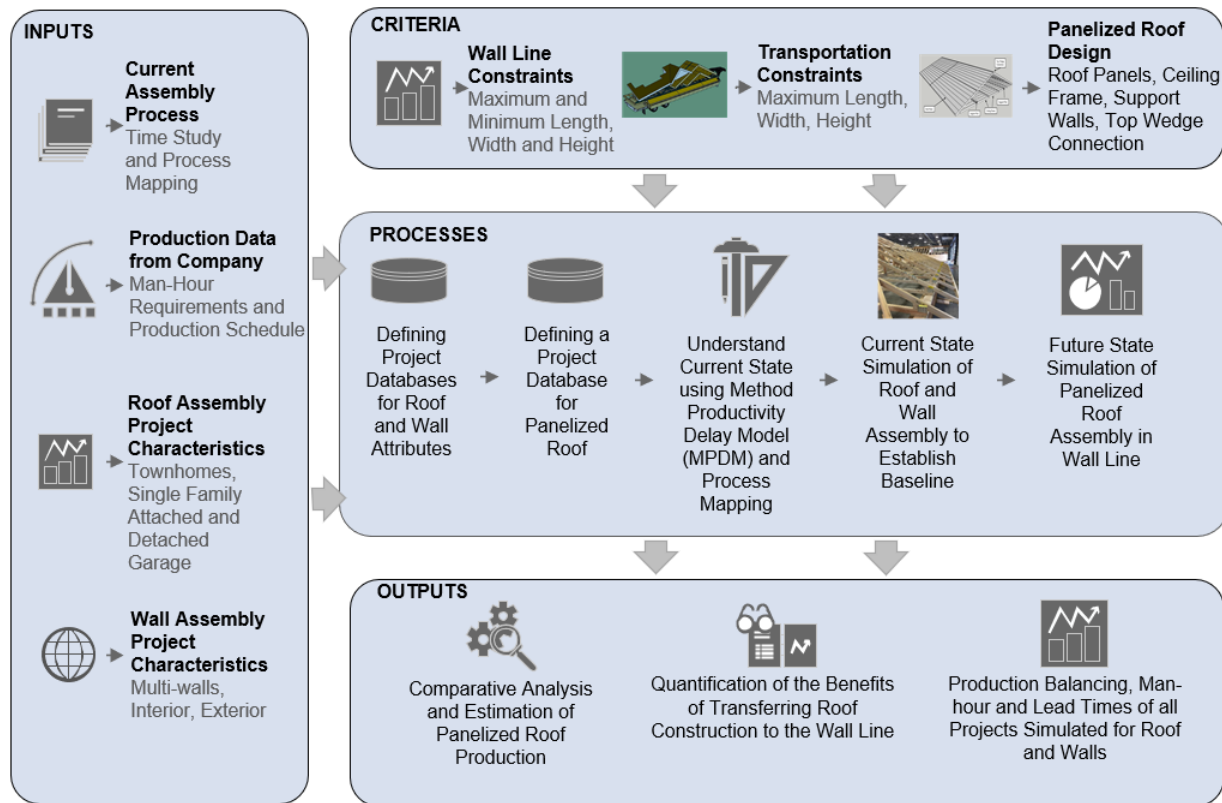 INPUTS
Current
Assembly
Process
Time Study
and Process
Mapping
Production Data
from Company
Man-Hour
Requirements and
Production Schedule
Roof Assembly
Project
Characteristics
Townhomes,
Single Family
Attached and
Detached
Garage
Wall Assembly
Project
Characteristics
Multi-walls,
Interior, Exterior
CRITERIA
Wall Line
Constraints
Maximum and
Minimum Length,
Width and Height
Transportation
Constraints
Maximum Length,
Width, Height
Panelized Roof
Design
Roof Panels, Ceiling
Frame, Support
Walls, Top Wedge
Connection
PROCESSES
Defining
Project
Databases
for Roof
and Wall
Attributes
Defining a
Project
Database
for
Panelized
Roof
Understand
Current State
using Method
Productivity
Delay Model
(MPDM) and
Process
Mapping
Current State
Simulation of
Roof and
Wall
Assembly to
Establish
Baseline
Future State
Simulation of
Panelized
Roof
Assembly in
Wall Line
OUTPUTS
Comparative Analysis
and Estimation of
Panelized Roof
Production
Quantification of the Benefits
of Transferring Roof
Construction to the Wall Line
Production Balancing, Man-
hour and Lead Times of all
Projects Simulated for Roof
and Walls